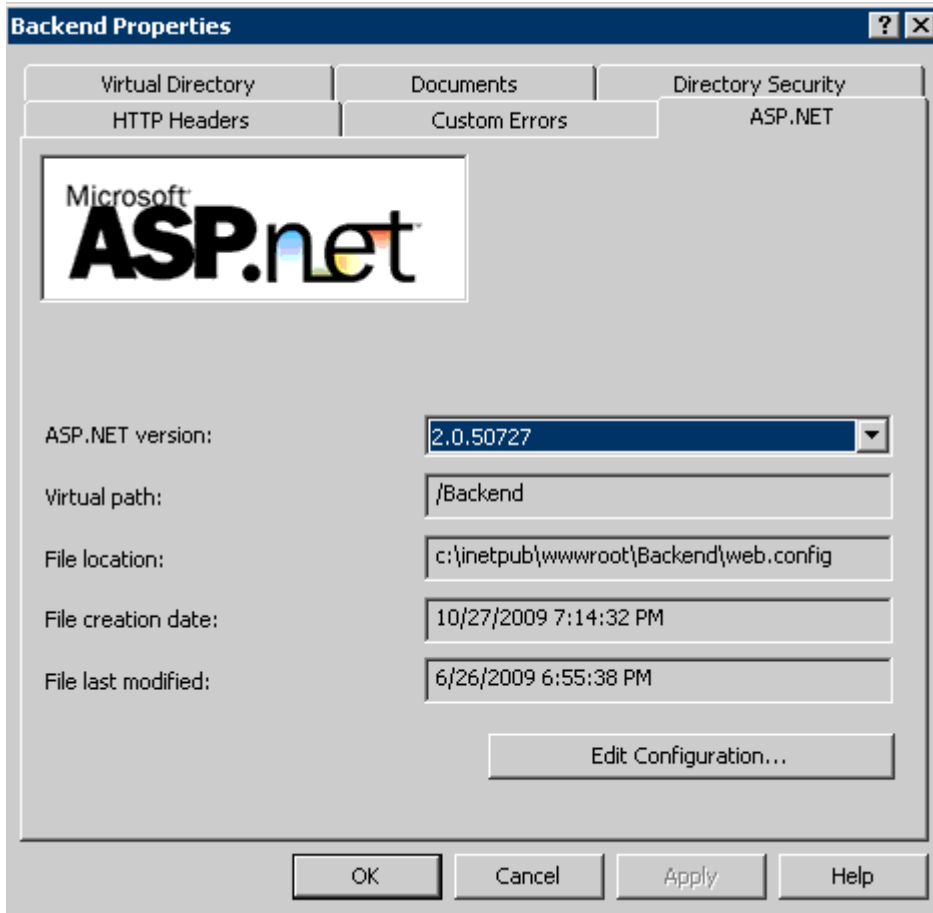 Backend Properties
Virtual Directory
Documents
Directory Security
HTTP Headers
Custom Errors
ASP.NET
Microsoft
ASP.net
ASP.NET version:
2.0.50727
Virtual path:
/Backend
File location:
c:\inetpub\wwwroot\Backend\web.config
File creation date:
10/27/2009 7:14:32 PM
File last modified:
6/26/2009 6:55:38 PM
Edit Configuration...
OK
Cancel
Apply
Help